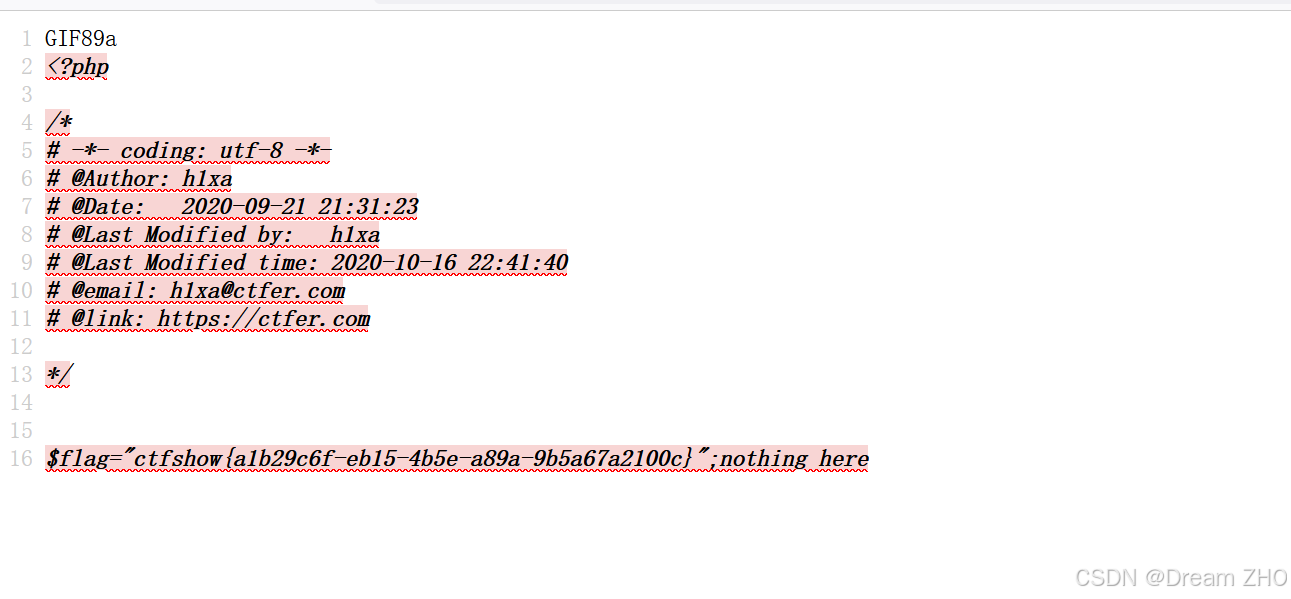 1 GIF89a
2 <?php
3
4 /*
5 # -*- coding: utf-8 -*-
6 # @Author: h1xa
7 # @Date:   2020-09-21 21:31:23
8 # @Last Modified by:   h1xa
9 # @Last Modified time: 2020-10-16 22:41:40
10 # @email: h1xa@ctfer.com
11 # @link: https://ctfer.com
12
13 */
14
15
16 $flag="ctfshow{a1b29c6f-eb15-4b5e-a89a-9b5a67a2100c}";nothing here
CSDN @Dream ZHO